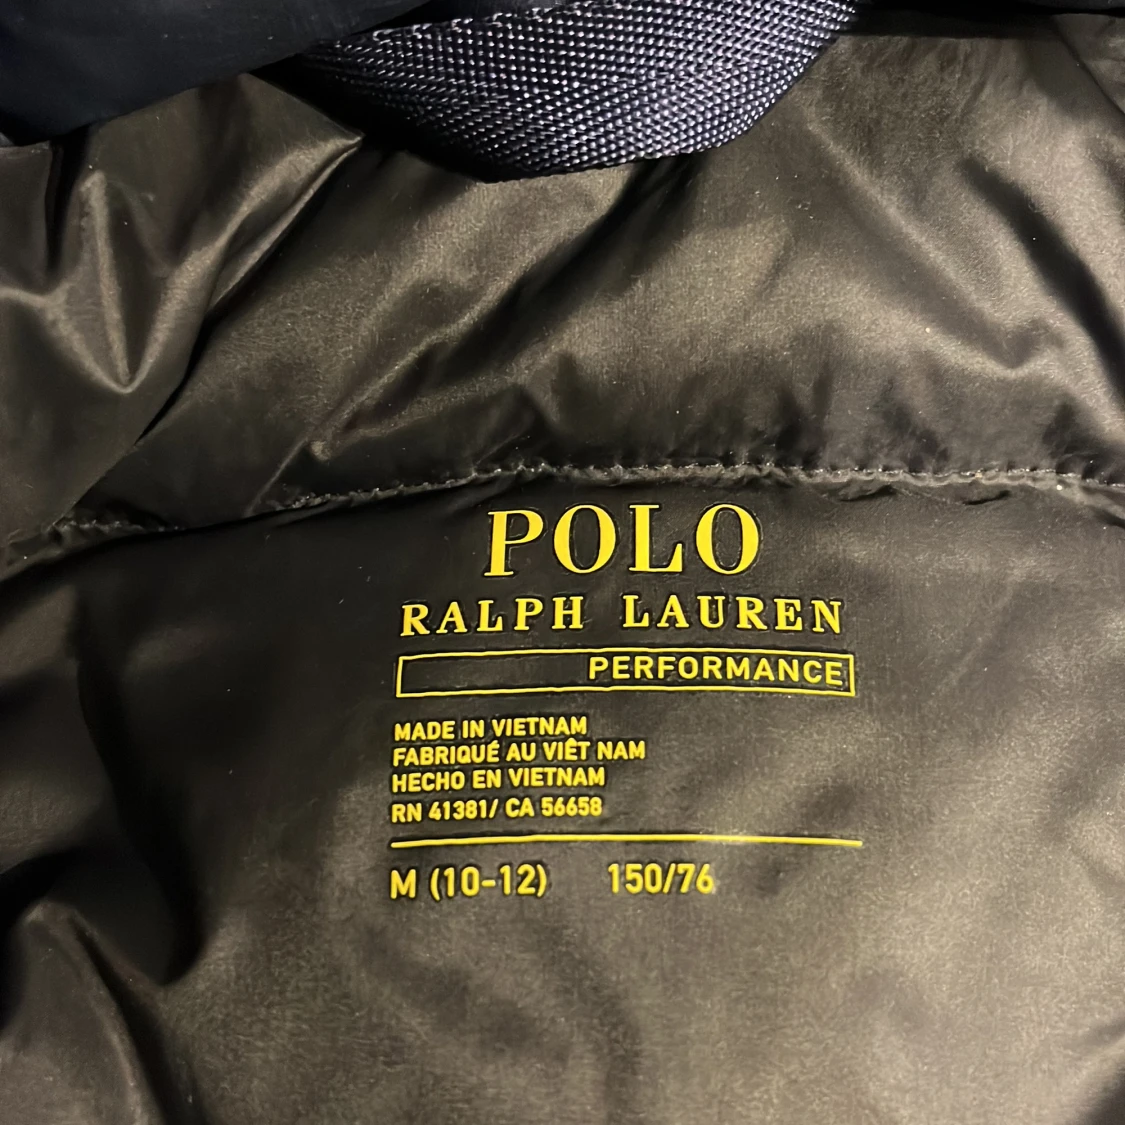 POLO
RALPH LAUREN
PERFORMANCE
MADE IN VIETNAM
FABRIQUÉ AU VIÊT NAM
HECHO EN VIETNAM
RN 41381/ CA 56658
M (10-12) 150/76